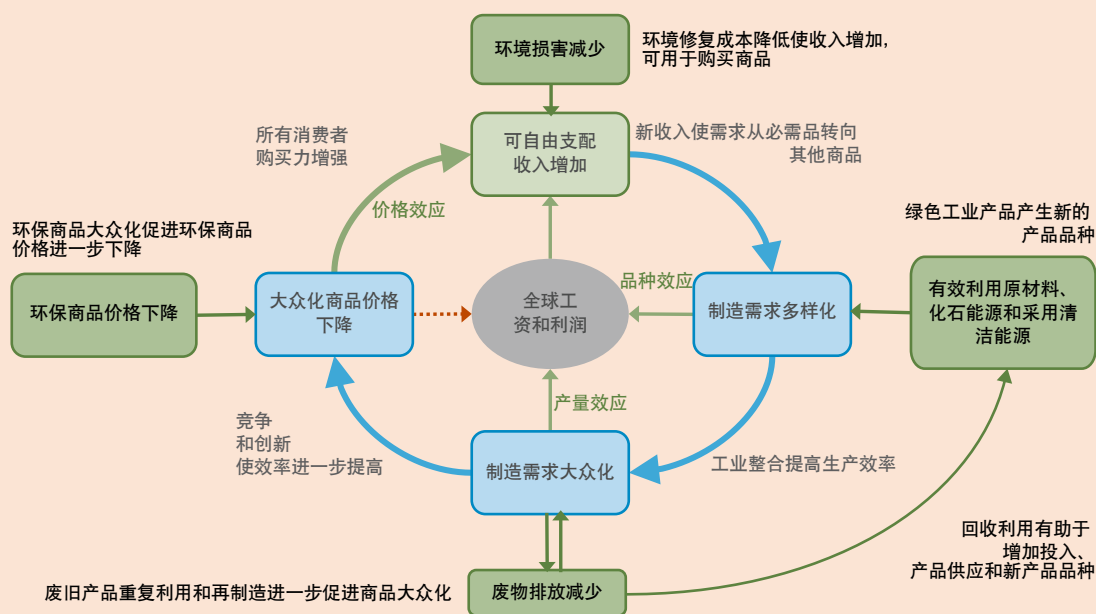 环境损害减少
环境修复成本降低使收入增加，
可用于购买商品
所有消费者
购买力增强
可自由支配
收入增加
新收入使需求从必需品转向
其他商品
价格效应
环保商品大众化促进环保商品
价格进一步下降
绿色工业产品产生新的
产品品种
环保商品价格下降
大众化商品价格
下降
全球工
资和利润
品种效应
制造需求多样化
有效利用原材料、
化石能源和采用清
洁能源
产量效应
竞争
和创新
使效率进一步提高
制造需求大众化
工业整合提高生产效率
回收利用有助于
增加投入、
产品供应和新产品品种
废旧产品重复利用和再制造进一步促进商品大众化
废物排放减少